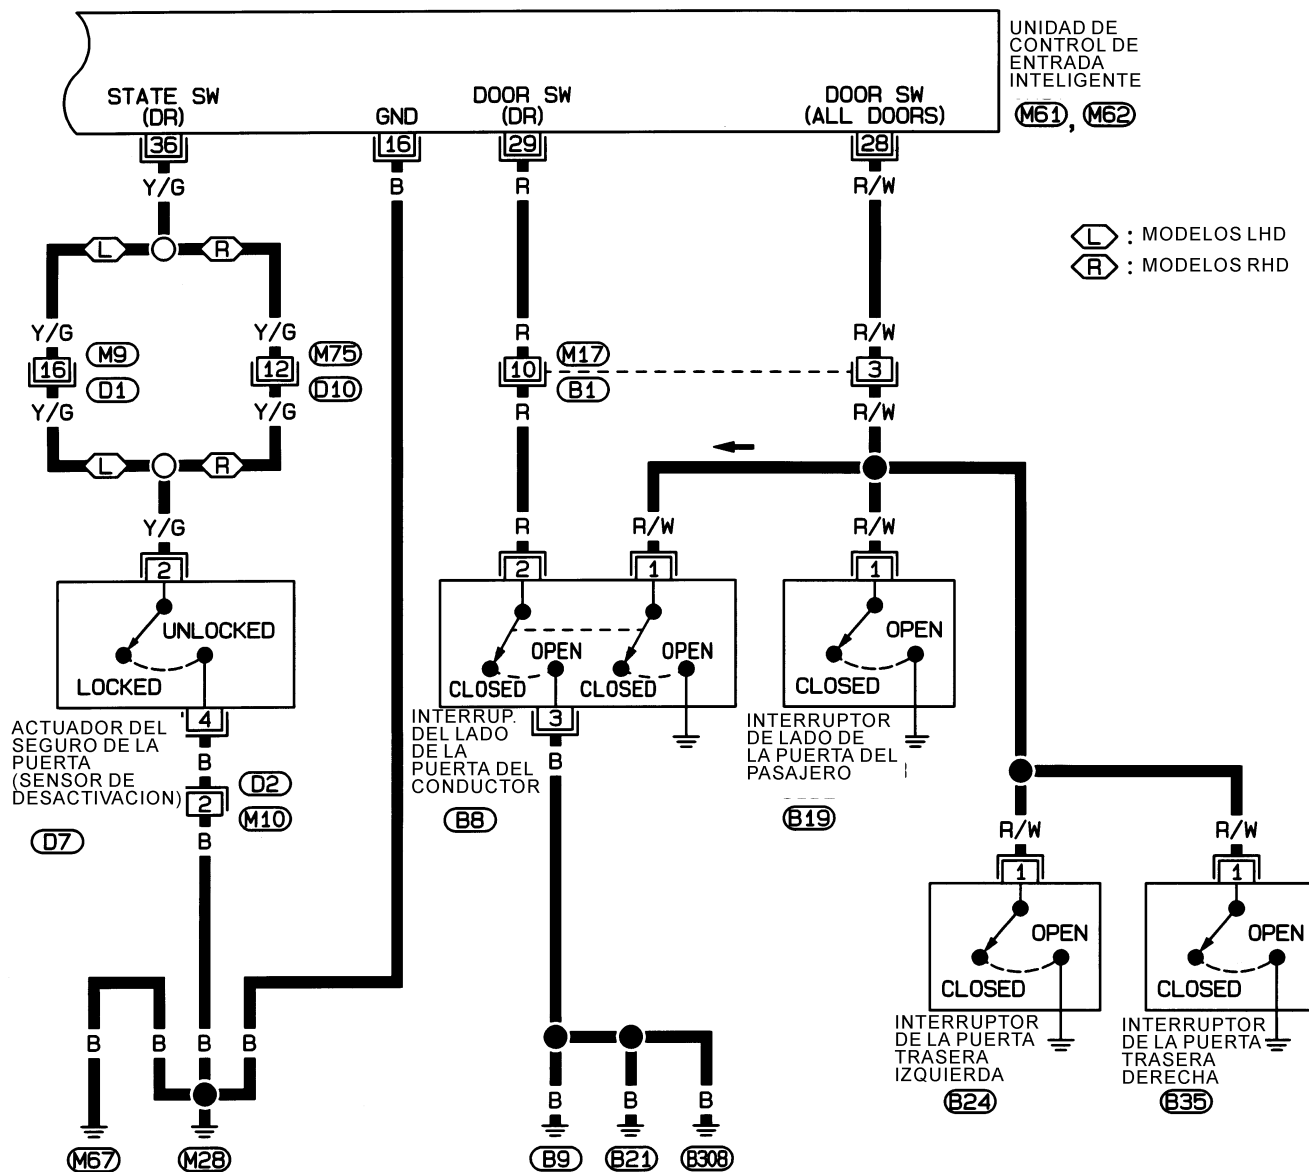 UNIDAD DE
CONTROL DE
ENTRADA
INTELIGENTE
M61, M62
STATE SW
(DR)
GND
DOOR SW
(DR)
DOOR SW
(ALL DOORS)
36
16
29
28
Y/G
B
R
R/W
L : MODELOS LHD
R : MODELOS RHD
L
R
Y/G
Y/G
R
R/W
16
M9
D1
12
M75
D10
10
M17
B1
3
Y/G
Y/G
R
R/W
L
R
Y/G
R
R/W
R/W
2
2
1
1
UNLOCKED
LOCKED
OPEN
CLOSED
OPEN
CLOSED
OPEN
CLOSED
4
3
ACTUADOR DEL
SEGURO DE LA
PUERTA
(SENSOR DE
DESACTIVACION)
D7
B
2
D2
M10
B
INTERRUP.
DEL LADO
DE LA
PUERTA DEL
CONDUCTOR
B8
B
INTERRUPTOR
DE LADO DE
LA PUERTA DEL
PASAJERO
B19
R/W
R/W
1
1
OPEN
CLOSED
OPEN
CLOSED
INTERRUPTOR
DE LA PUERTA
TRASERA
IZQUIERDA
B24
INTERRUPTOR
DE LA PUERTA
TRASERA
DERECHA
B35
B
B
B
B
B
B
B
M67
M28
B9
B21
B308